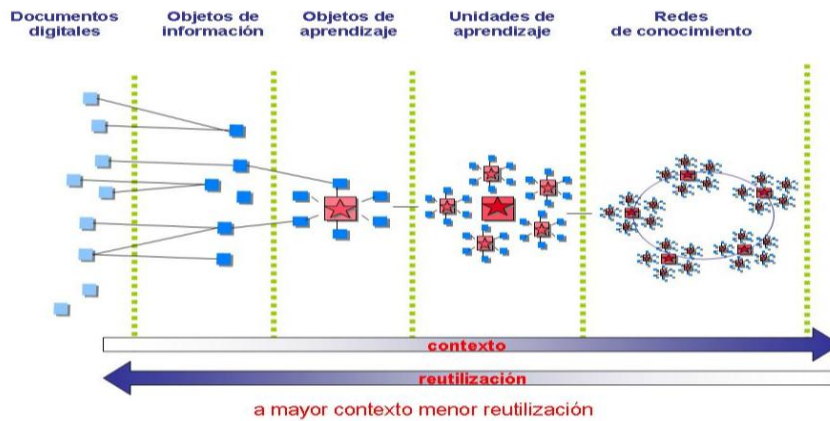 Documentos
digitales
Objetos de
información
Objetos de
aprendizaje
Unidades de
aprendizaje
Redes
de conocimiento
contexto
reutilización
a mayor contexto menor reutilización